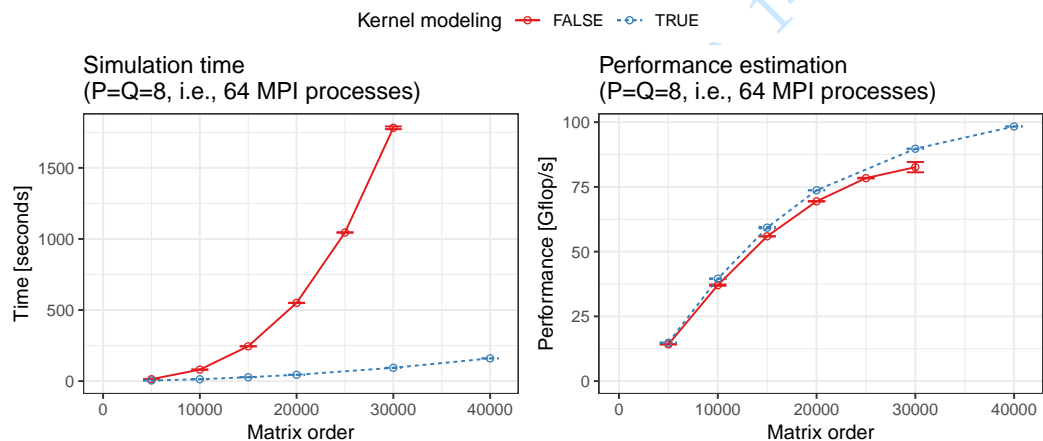 Kernel modeling FALSE TRUE
Simulation time
(P=Q=8, i.e., 64 MPI processes)
Time [seconds]
1500
1000
500
0
0 10000 20000 30000 40000
Matrix order
Performance estimation
(P=Q=8, i.e., 64 MPI processes)
Performance [Gflop/s]
100
75
50
25
0
0 10000 20000 30000 40000
Matrix order